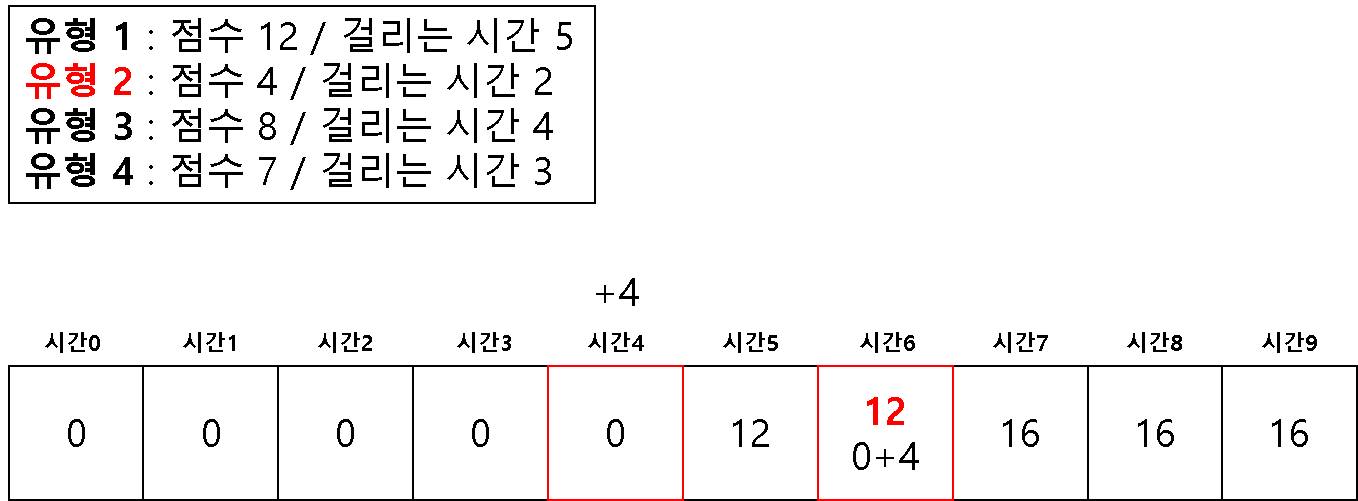 유형 1 : 점수 12 / 걸리는 시간 5
유형 2 : 점수 4 / 걸리는 시간 2
유형 3 : 점수 8 / 걸리는 시간 4
유형 4 : 점수 7 / 걸리는 시간 3
+4
시간0 시간1 시간2 시간3 시간4 시간5 시간6 시간7 시간8 시간9
0 0 0 0 0 12 12 16 16 16
0+4